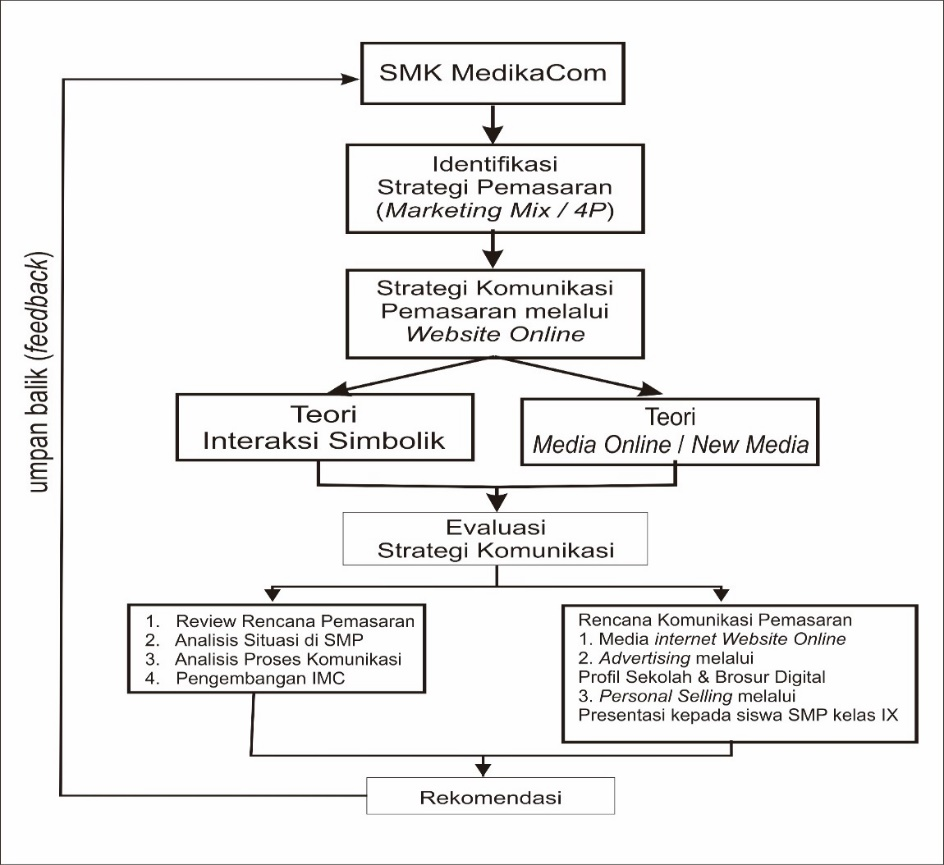 SMK MedikaCom
Identifikasi
Strategi Pemasaran
(Marketing Mix / 4P)
Strategi Komunikasi
Pemasaran melalui
Website Online
umpan balik (feedback)
Teori
Interaksi Simbolik
Teori
Media Online / New Media
Evaluasi
Strategi Komunikasi
1. Review Rencana Pemasaran
2. Analisis Situasi di SMP
3. Analisis Proses Komunikasi
4. Pengembangan IMC
Rencana Komunikasi Pemasaran
1. Media internet Website Online
2. Advertising melalui
Profil Sekolah & Brosur Digital
3. Personal Selling melalui
Presentasi kepada siswa SMP kelas IX
Rekomendasi